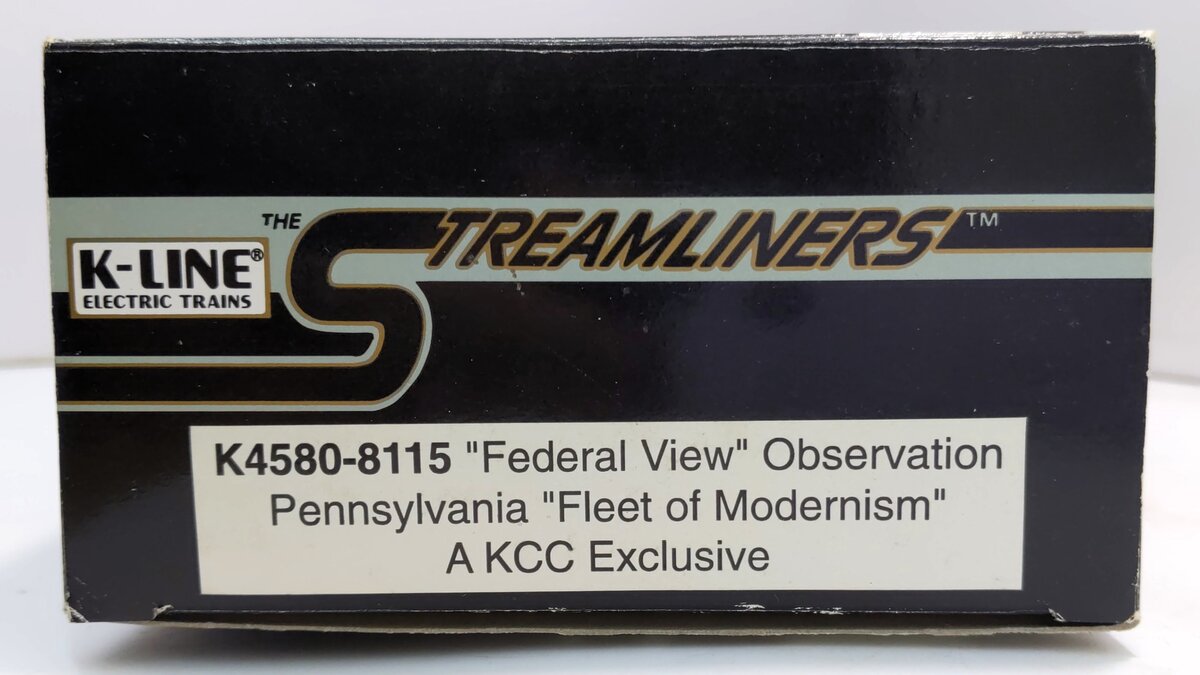 THE STREAMLINERS™
K-LINE®
ELECTRIC TRAINS
K4580-8115 "Federal View" Observation
Pennsylvania "Fleet of Modernism"
A KCC Exclusive